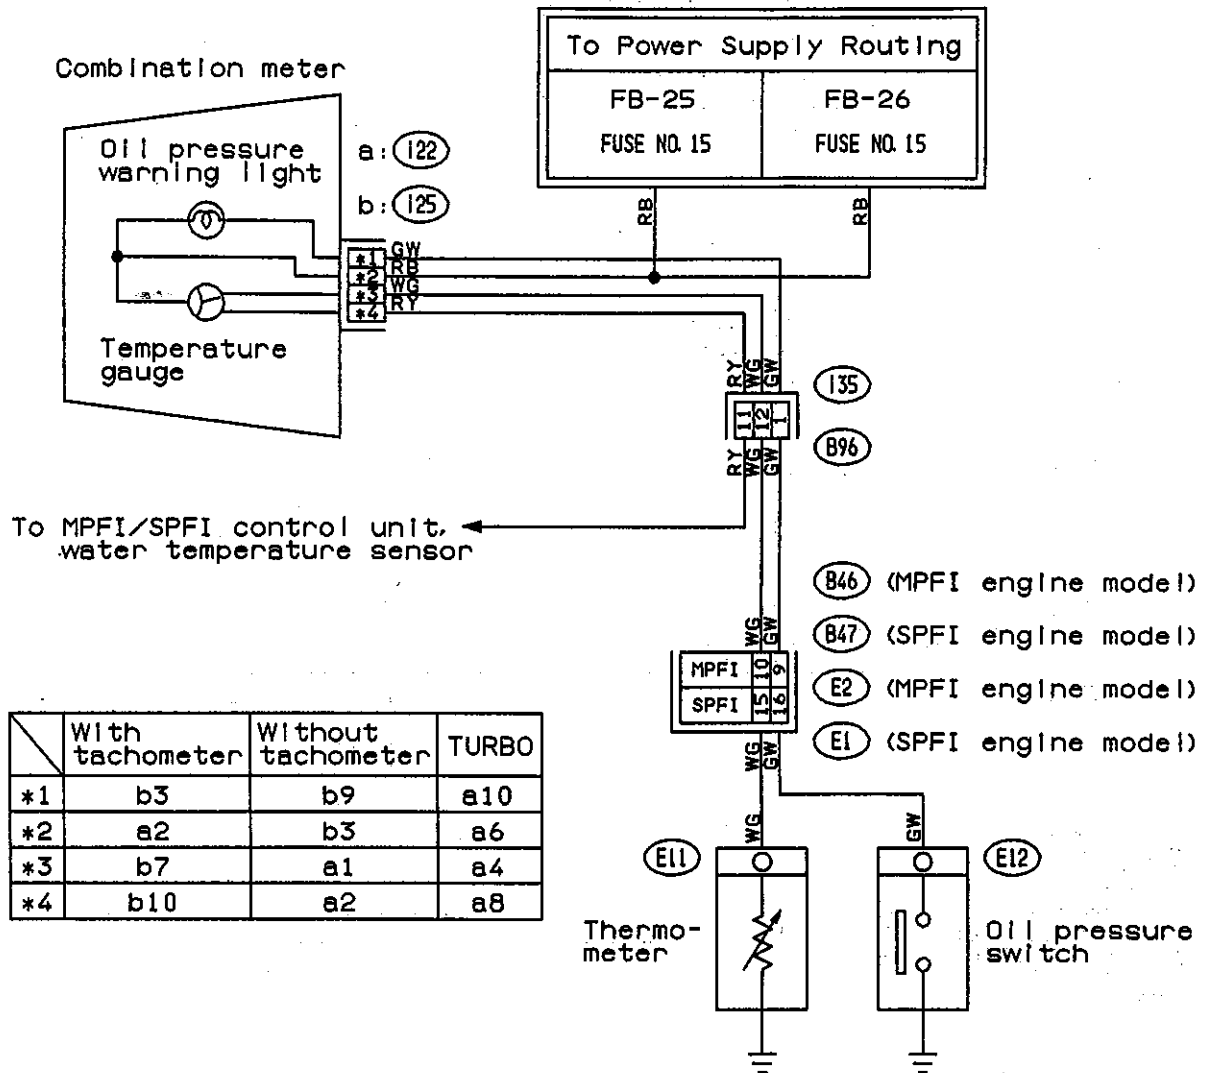 To Power Supply Routing
FB-25
FUSE NO. 15
FB-26
FUSE NO. 15
RB
RB
Combination meter
Oil pressure
warning light
a: i22
b: i25
*1
GW
*2
RB
*3
WG
*4
RY
Temperature
gauge
RY
WG
GW
i35
11
12
1
B96
RY
WG
GW
To MPFI/SPFI control unit,
water temperature sensor
B46 (MPFI engine model)
B47 (SPFI engine model)
E2 (MPFI engine model)
E1 (SPFI engine model)
WG
GW
MPFI 10 9
SPFI 15 16
WG
GW
With
tachometer
Without
tachometer
TURBO
*1 b3 b9 a10
*2 a2 b3 a6
*3 b7 a1 a4
*4 b10 a2 a8
WG
GW
E11
E12
Thermo-
meter
Oil pressure
switch